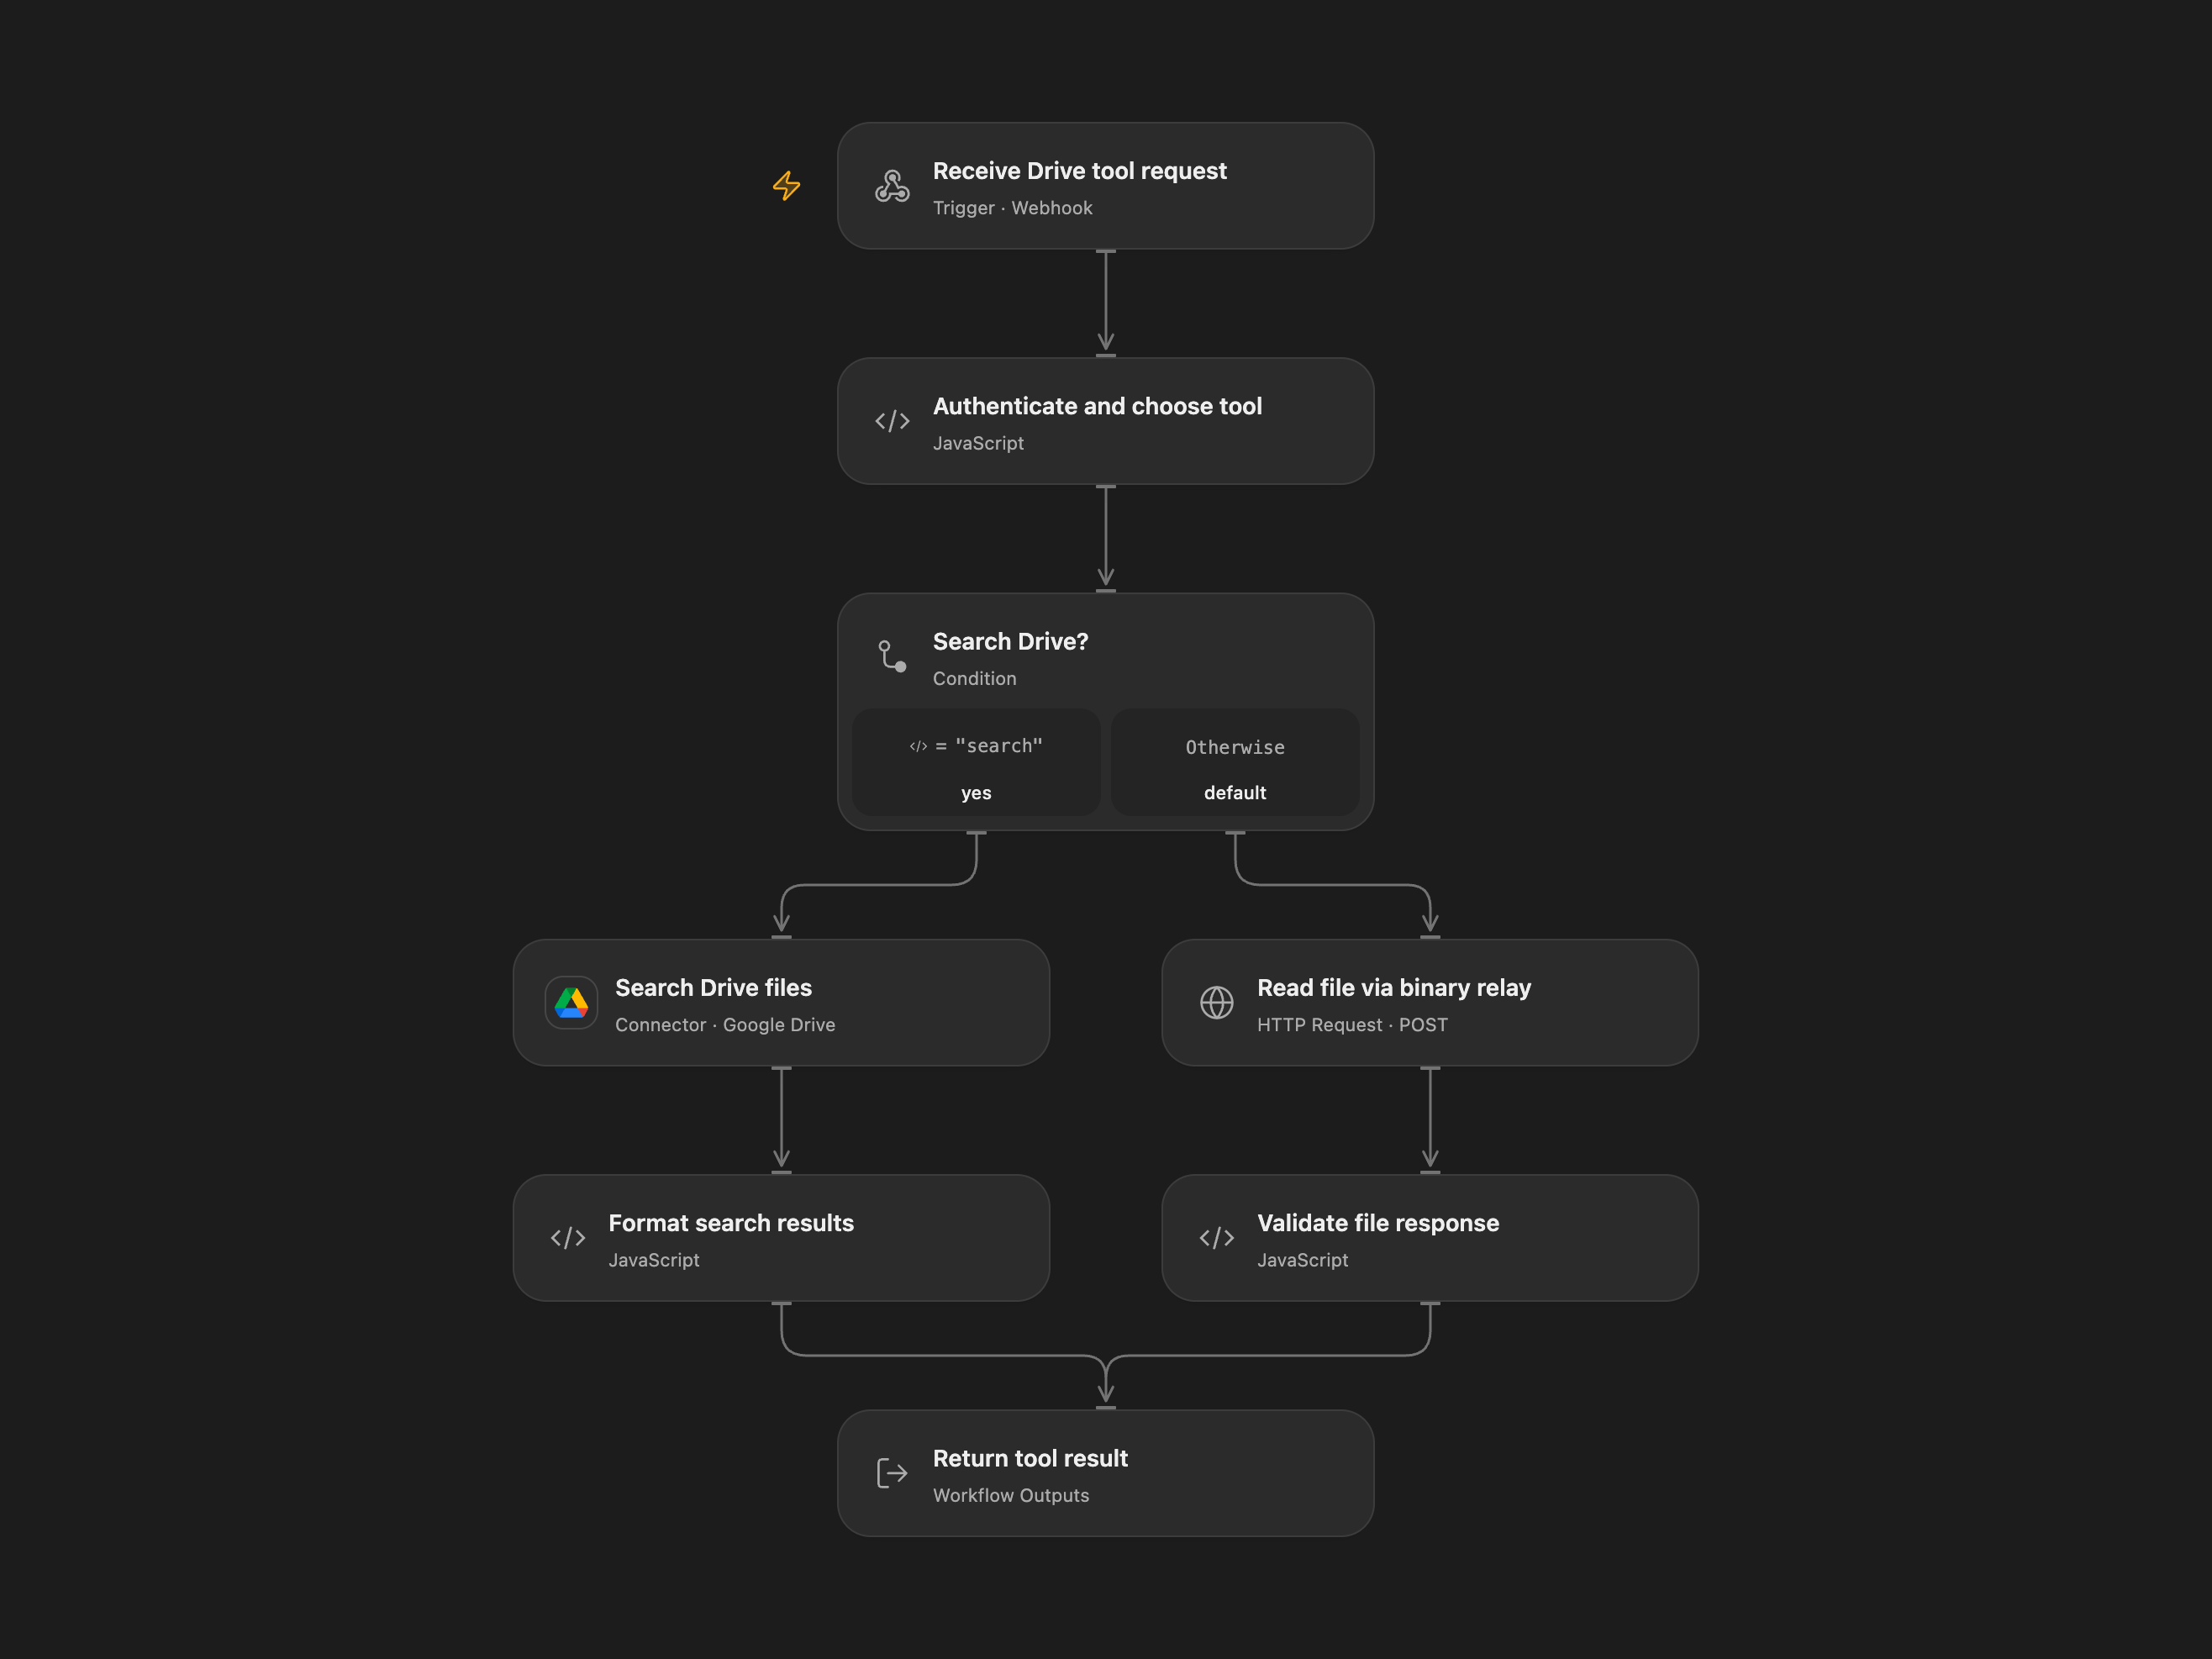 Receive Drive tool request
Trigger · Webhook
Authenticate and choose tool
JavaScript
Search Drive?
Condition
</> = "search"
yes
Otherwise
default
Search Drive files
Connector · Google Drive
Read file via binary relay
HTTP Request · POST
Format search results
JavaScript
Validate file response
JavaScript
Return tool result
Workflow Outputs